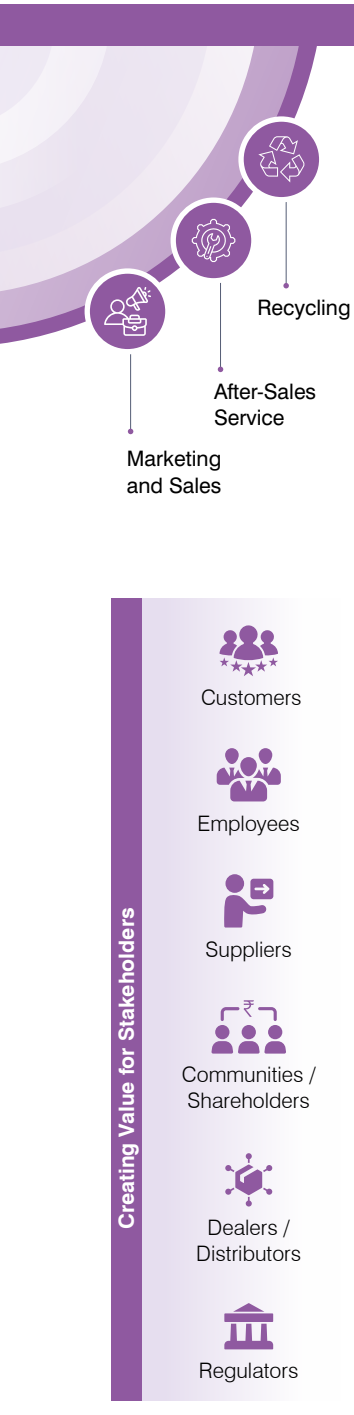 Recycling
After-Sales
Service
Marketing
and Sales
Creating Value for Stakeholders
Customers
Employees
Suppliers
₹
Communities /
Shareholders
Dealers /
Distributors
Regulators